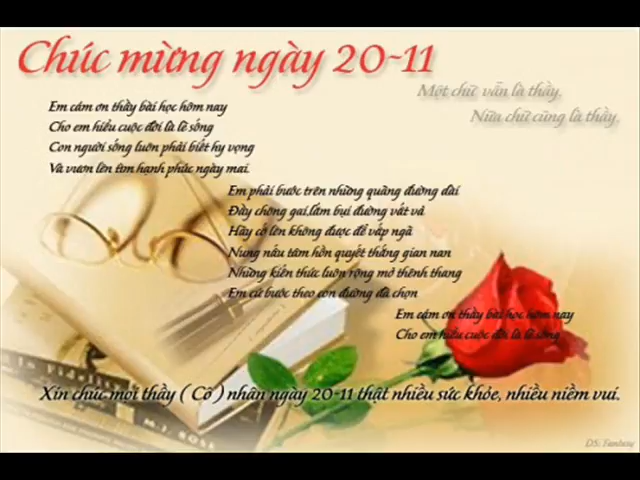 Chúc mừng ngày 20-11
Một chữ vẫn là thầy,
Nửa chữ cũng là thầy,
Em cám ơn thầy bài học hôm nay
Cho em hiểu cuộc đời là lẽ sống
Con người sống luôn phải biết hy vọng
Và vươn lên tìm hạnh phúc ngày mai.
Em phải bước trên những quãng đường dài
Đầy chông gai,lấm bụi đường vất vả
Hãy cố lên không được để vấp ngã
Nung nấu tâm hồn quyết thắng gian nan
Những kiến thức luôn rộng mở thênh thang
Em cứ bước theo con đường đã chọn
Em cám ơn thầy bài học hôm nay
Cho em hiểu cuộc đời là lẽ sống
Xin chúc mọi thầy ( Cô ) nhân ngày 20-11 thật nhiều sức khỏe, nhiều niềm vui.
M.J. ROSS